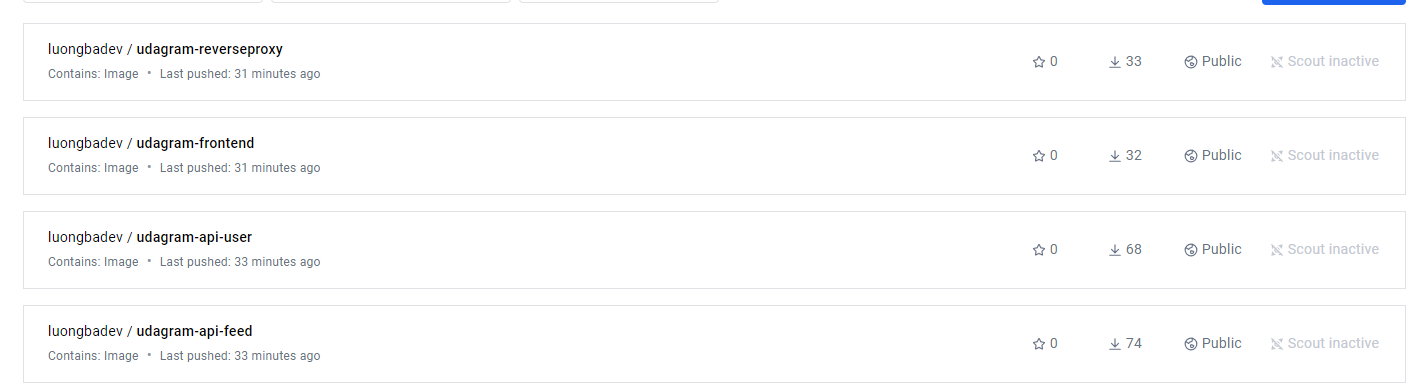 luongbadev / udagram-reverseproxy
Contains: Image • Last pushed: 31 minutes ago
0 33 Public Scout inactive
luongbadev / udagram-frontend
Contains: Image • Last pushed: 31 minutes ago
0 32 Public Scout inactive
luongbadev / udagram-api-user
Contains: Image • Last pushed: 33 minutes ago
0 68 Public Scout inactive
luongbadev / udagram-api-feed
Contains: Image • Last pushed: 33 minutes ago
0 74 Public Scout inactive